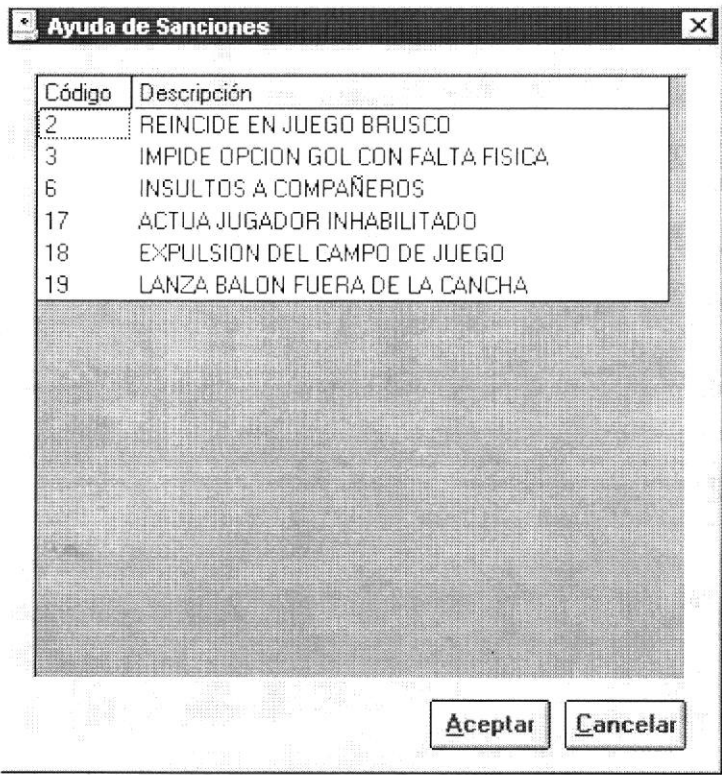 Ayuda de Sanciones
Código Descripción
2 REINCIDE EN JUEGO BRUSCO
3 IMPIDE OPCION GOL CON FALTA FISICA
6 INSULTOS A COMPAÑEROS
17 ACTUA JUGADOR INHABILITADO
18 EXPULSION DEL CAMPO DE JUEGO
19 LANZA BALON FUERA DE LA CANCHA
Aceptar Cancelar